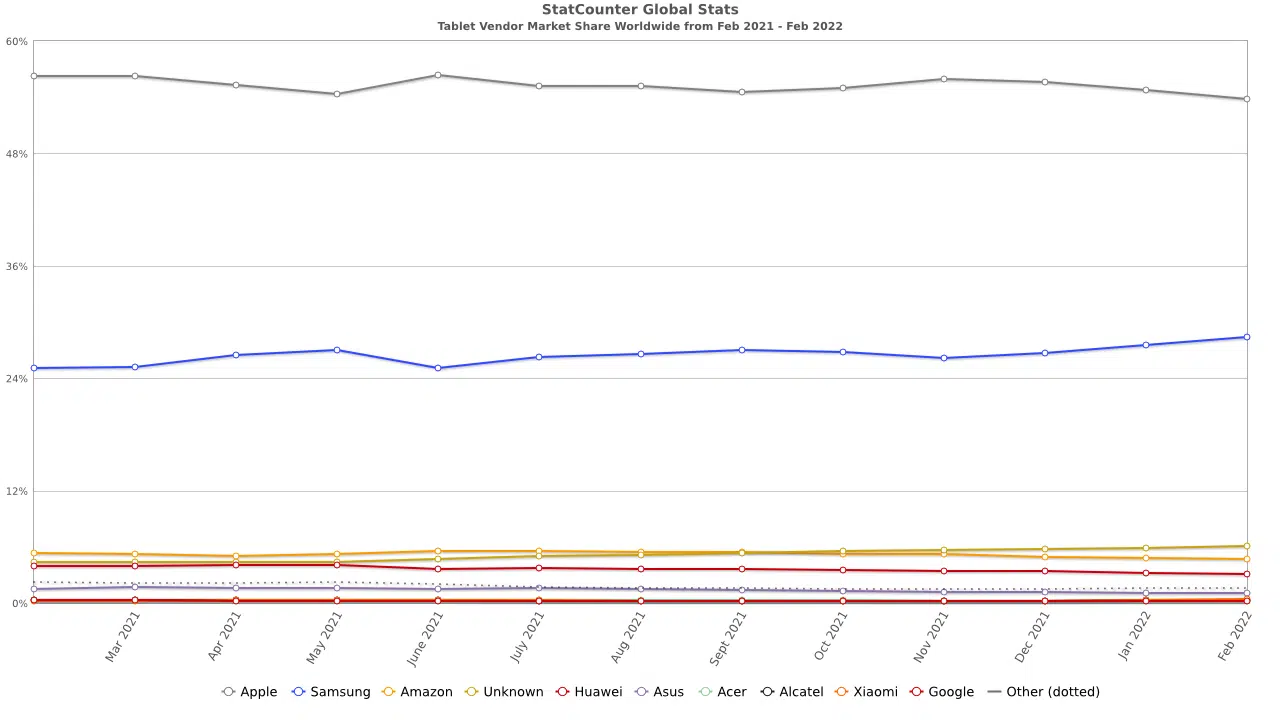 StatCounter Global Stats
Tablet Vendor Market Share Worldwide from Feb 2021 - Feb 2022
60%
48%
36%
24%
12%
0%
Mar 2021 Apr 2021 May 2021 June 2021 July 2021 Aug 2021 Sept 2021 Oct 2021 Nov 2021 Dec 2021 Jan 2022 Feb 2022
Apple Samsung Amazon Unknown Huawei Asus Acer Alcatel Xiaomi Google Other (dotted)